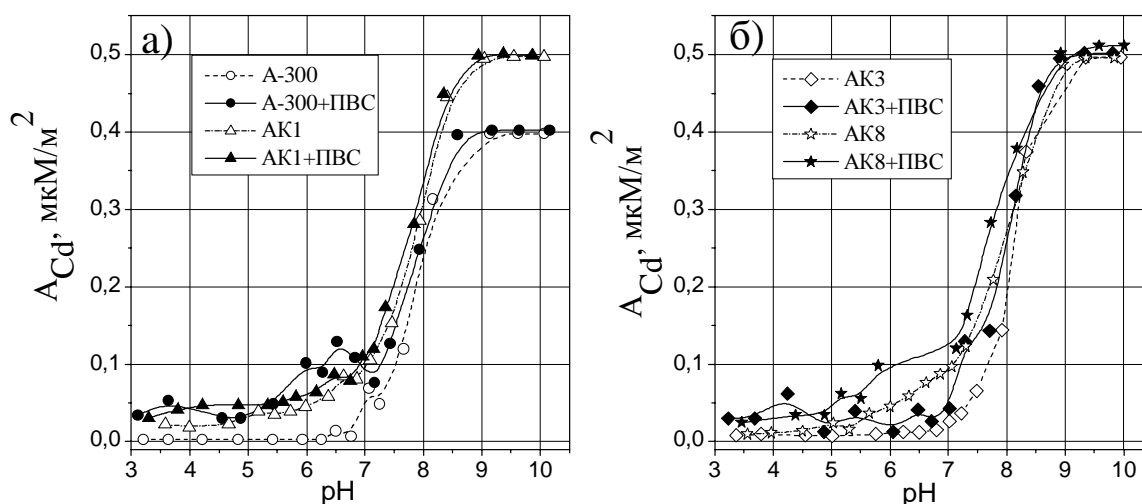 а)
А-300
А-300+ПВС
АК1
АК1+ПВС
A_Cd, мкМ/м²
0,5
0,4
0,3
0,2
0,1
0,0
3 4 5 6 7 8 9 10
pH
б)
АК3
АК3+ПВС
АК8
АК8+ПВС
A_Cd, мкМ/м²
0,5
0,4
0,3
0,2
0,1
0,0
3 4 5 6 7 8 9 10
pH